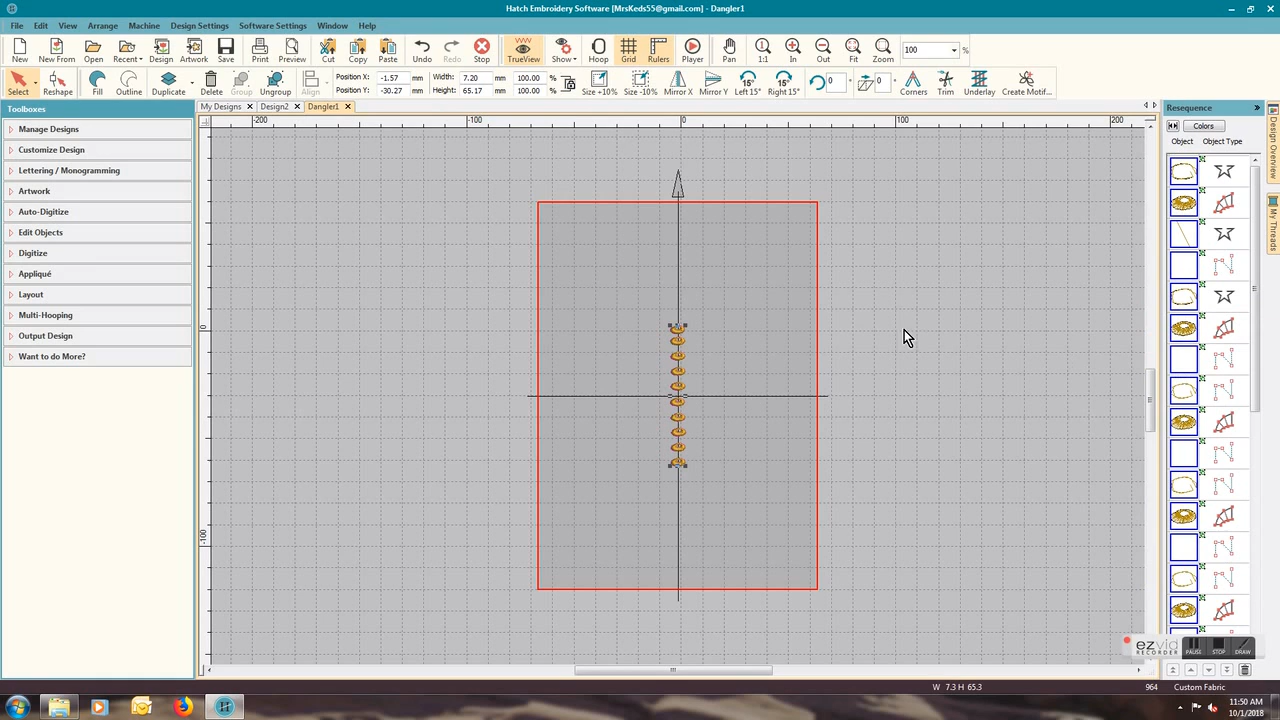 Hatch Embroidery Software [MrsKeds55@gmail.com] - Dangler1
File Edit View Arrange Machine Design Settings Software Settings Window Help
New New From Open Recent Design Artwork Save Print Preview Cut Copy Paste Undo Redo Stop TrueView Show Hoop Grid Rulers Player Pan 1:1 In Out Fit Zoom 100 %
Select Reshape Fill Outline Duplicate Delete Group Ungroup Align Position X: -1.57 mm Width: 7.20 mm 100.00 % Size +10% Size -10% Mirror X Mirror Y Left 15° Right 15° 0 0 Corners Trim Underlay Create Motif...
Position Y: -30.27 mm Height: 65.17 mm 100.00 %
Toolboxes
My Designs Design2 Dangler1
Resequence
Manage Designs
Customize Design
Lettering / Monogramming
Artwork
Auto-Digitize
Edit Objects
Digitize
Appliqué
Layout
Multi-Hooping
Output Design
Want to do More?
-200 -100 0 100 200
0
-100
Colors
Object Object Type
Design Overview
My Threads
ezvid
RECORDER
PAUSE STOP DRAW
W 7.3 H 65.3 964 Custom Fabric
11:50 AM
10/1/2018